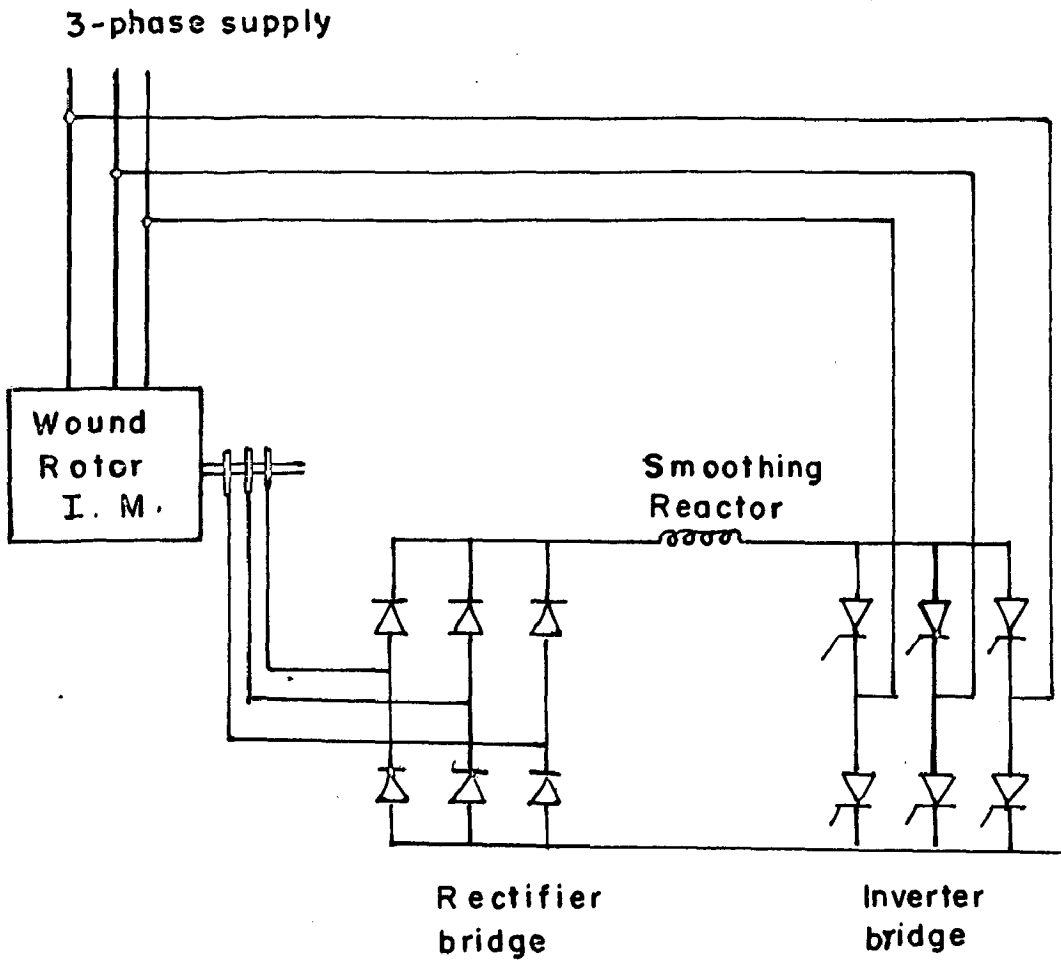 3-phase supply
Wound
Rotor
I. M.
Smoothing
Reactor
Rectifier
bridge
Inverter
bridge